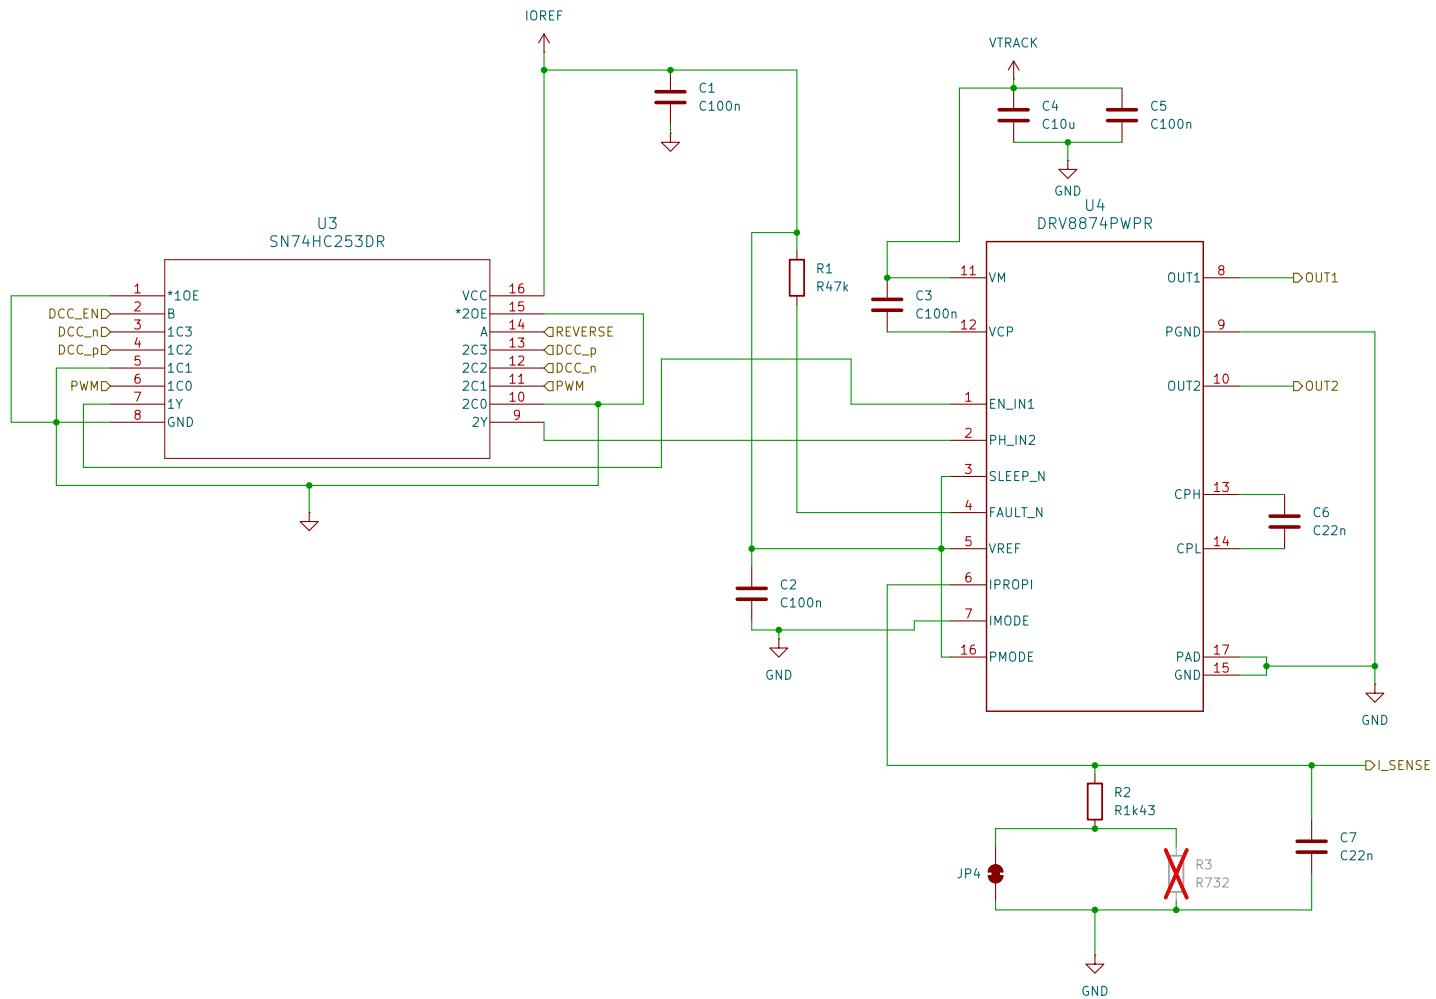 IOREF
VTRACK
C1
C100n
C4
C10u
C5
C100n
GND
U3
SN74HC253DR
U4
DRV8874PWPR
1 *1OE
DCC_EN 2 B
DCC_n 3 1C3
DCC_p 4 1C2
5 1C1
PWM 6 1C0
7 1Y
8 GND
VCC 16
*2OE 15
A 14 REVERSE
2C3 13 DCC_p
2C2 12 DCC_n
2C1 11 PWM
2C0 10
2Y 9
R1
R47k
C3
C100n
11 VM
12 VCP
1 EN_IN1
2 PH_IN2
3 SLEEP_N
4 FAULT_N
5 VREF
6 IPROPI
7 IMODE
16 PMODE
OUT1 8 OUT1
PGND 9
OUT2 10 OUT2
CPH 13
CPL 14
PAD 17
GND 15
C6
C22n
C2
C100n
GND
GND
I_SENSE
R2
R1k43
JP4
R3
R732
C7
C22n
GND